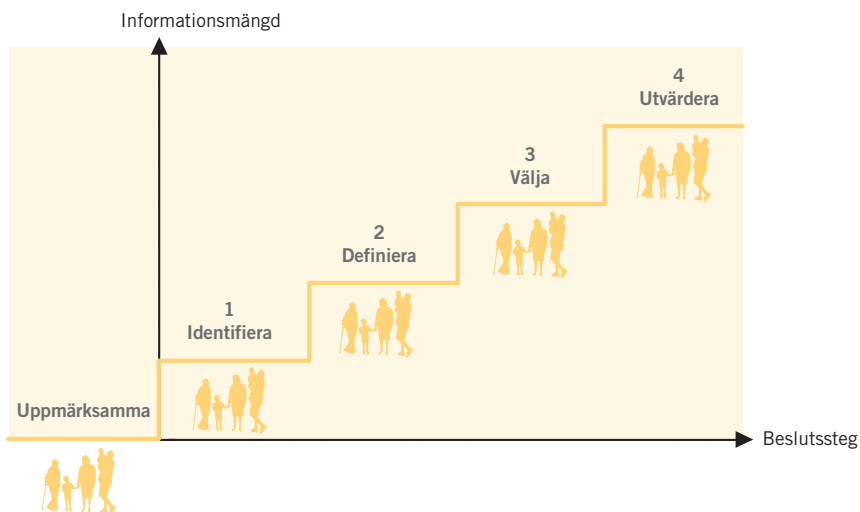 Informationsmängd
4
Utvärdera
3
Välja
2
Definiera
1
Identifiera
Uppmärksamma
Beslutssteg